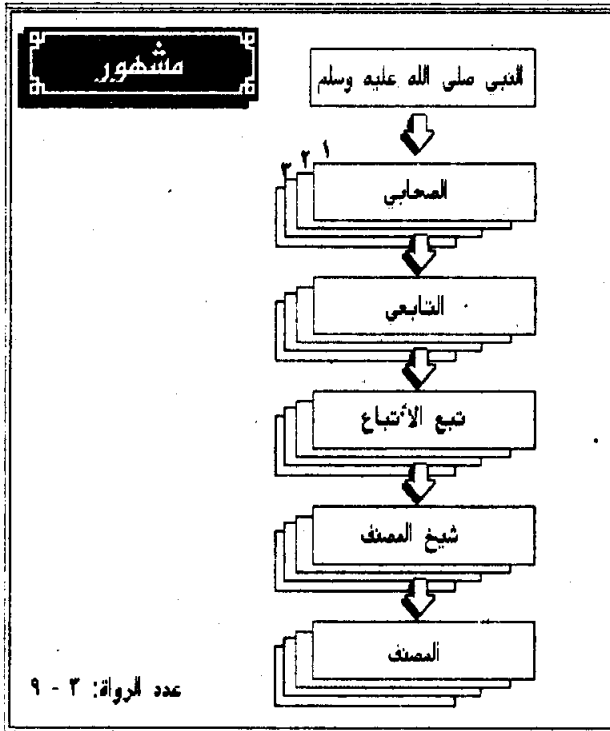 مشهور
النبي صلى الله عليه وسلم
١ ٢ ٣
الصحابي
التابعي
تبع الأتباع
شيخ المصنف
المصنف
عدد الرواة: ٣ - ٩